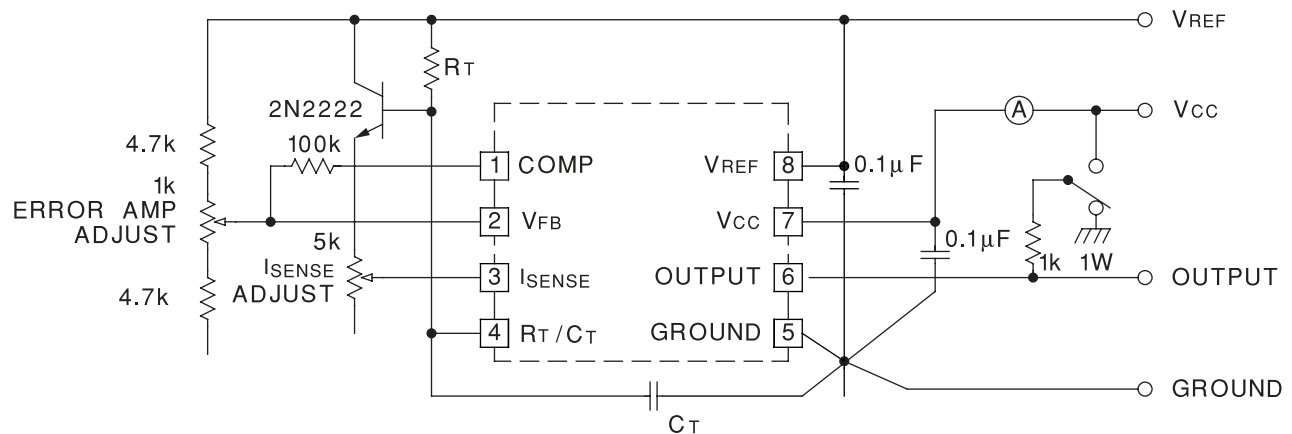 VREF
RT
2N2222
A
VCC
4.7k
100k
1 COMP
VREF 8
0.1µF
1k
ERROR AMP
ADJUST
2 VFB
VCC 7
5k
0.1µF
ISENSE
ADJUST
3 ISENSE
OUTPUT 6
1k 1W
OUTPUT
4.7k
4 RT/CT
GROUND 5
GROUND
CT